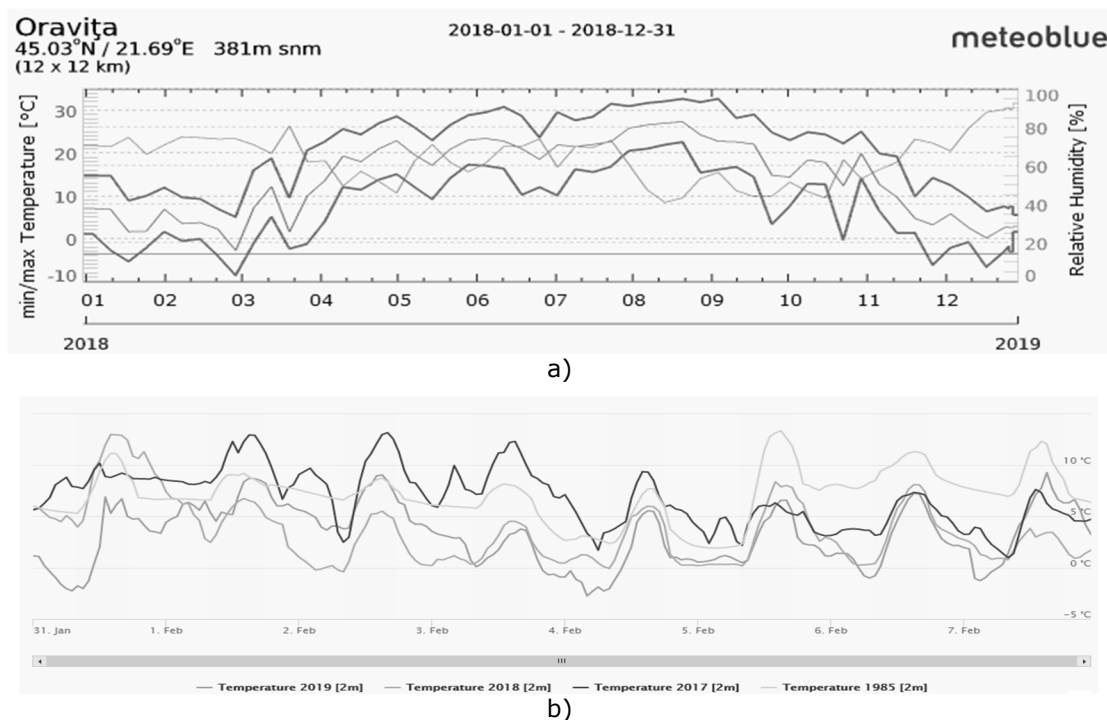 Oraviţa
45.03°N / 21.69°E 381m snm
(12 x 12 km)
2018-01-01 - 2018-12-31
meteoblue
min/max Temperature [°C]
30
20
10
0
-10
100
80
60
40
20
0
Relative Humidity [%]
01 02 03 04 05 06 07 08 09 10 11 12
2018 2019
a)
10 °C
5 °C
0 °C
-5 °C
31. Jan 1. Feb 2. Feb 3. Feb 4. Feb 5. Feb 6. Feb 7. Feb
Temperature 2019 [2m] Temperature 2018 [2m] Temperature 2017 [2m] Temperature 1985 [2m]
b)